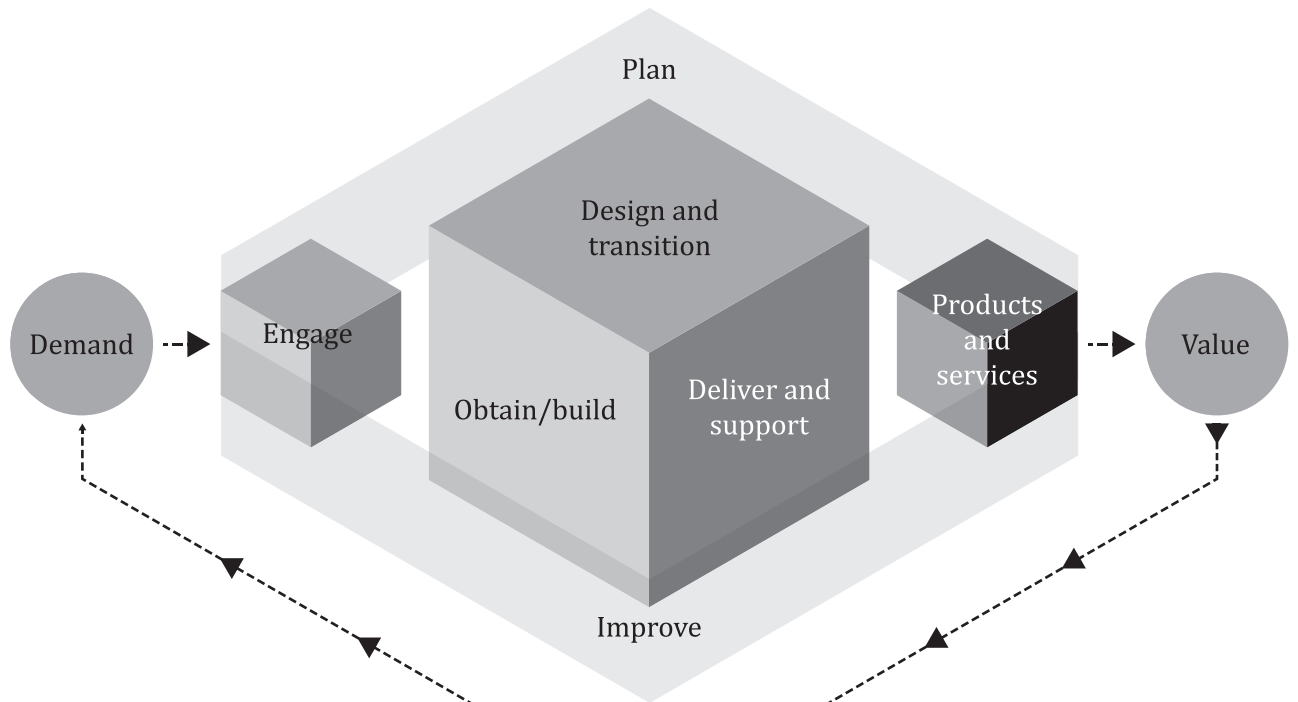 Plan
Design and
transition
Demand
Engage
Obtain/build
Deliver and
support
Products
and
services
Value
Improve